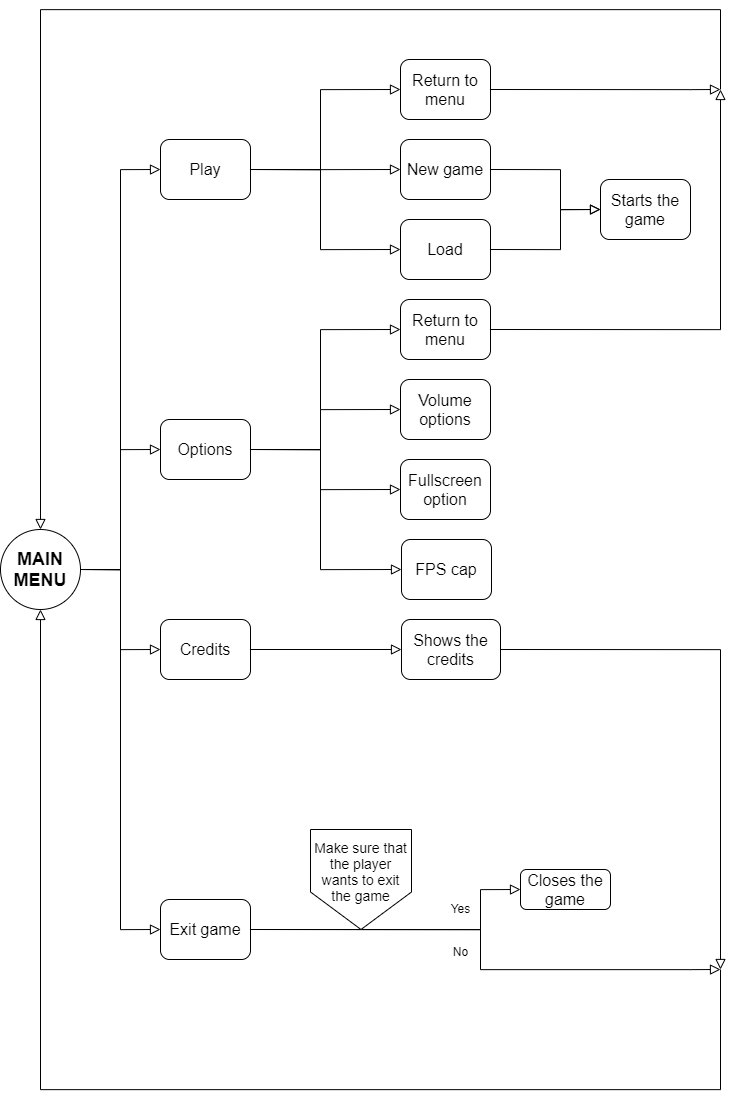 Return to
menu
Play
New game
Load
Starts the
game
Return to
menu
Options
Volume
options
Fullscreen
option
FPS cap
MAIN
MENU
Credits
Shows the
credits
Make sure that
the player
wants to exit
the game
Exit game
Yes
No
Closes the
game